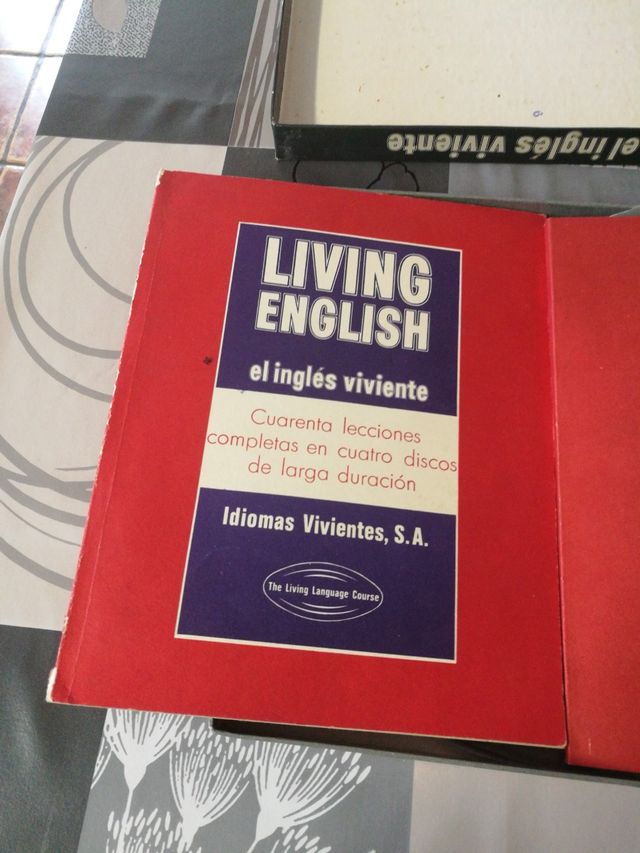 el inglés viviente
LIVING
ENGLISH
el inglés viviente
Cuarenta lecciones
completas en cuatro discos
de larga duración
Idiomas Vivientes, S.A.
The Living Language Course